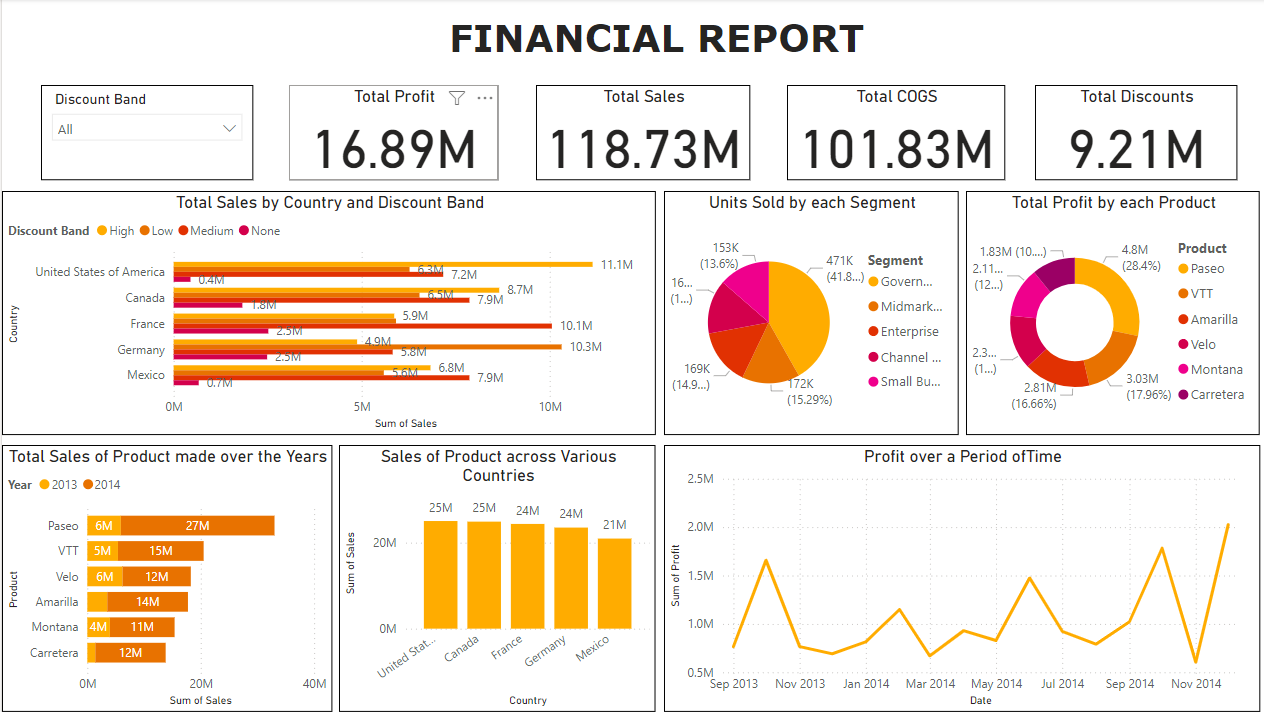 FINANCIAL REPORT
Discount Band
All
Total Profit
16.89M
Total Sales
118.73M
Total COGS
101.83M
Total Discounts
9.21M
Total Sales by Country and Discount Band
Discount Band High Low Medium None
Country
United States of America
11.1M
6.3M
7.2M
0.4M
Canada
8.7M
6.5M
7.9M
1.8M
France
5.9M
10.1M
2.5M
Germany
4.9M
10.3M
5.8M
2.5M
Mexico
6.8M
5.6M
7.9M
0.7M
0M 5M 10M
Sum of Sales
Units Sold by each Segment
153K
(13.6%)
471K
(41.8...)
16...
(1...)
169K
(14.9...)
172K
(15.29%)
Segment
Govern...
Midmark...
Enterprise
Channel ...
Small Bu...
Total Profit by each Product
1.83M (10....)
4.8M
(28.4%)
2.11...
(12...)
2.3...
(1...)
2.81M
(16.66%)
3.03M
(17.96%)
Product
Paseo
VTT
Amarilla
Velo
Montana
Carretera
Total Sales of Product made over the Years
Year 2013 2014
Product
Paseo 6M 27M
VTT 5M 15M
Velo 6M 12M
Amarilla 14M
Montana 4M 11M
Carretera 12M
0M 20M 40M
Sum of Sales
Sales of Product across Various
Countries
Sum of Sales
20M
0M
25M 25M 24M 24M 21M
United Stat... Canada France Germany Mexico
Country
Profit over a Period ofTime
Sum of Profit
2.5M
2.0M
1.5M
1.0M
0.5M
Sep 2013 Nov 2013 Jan 2014 Mar 2014 May 2014 Jul 2014 Sep 2014 Nov 2014
Date